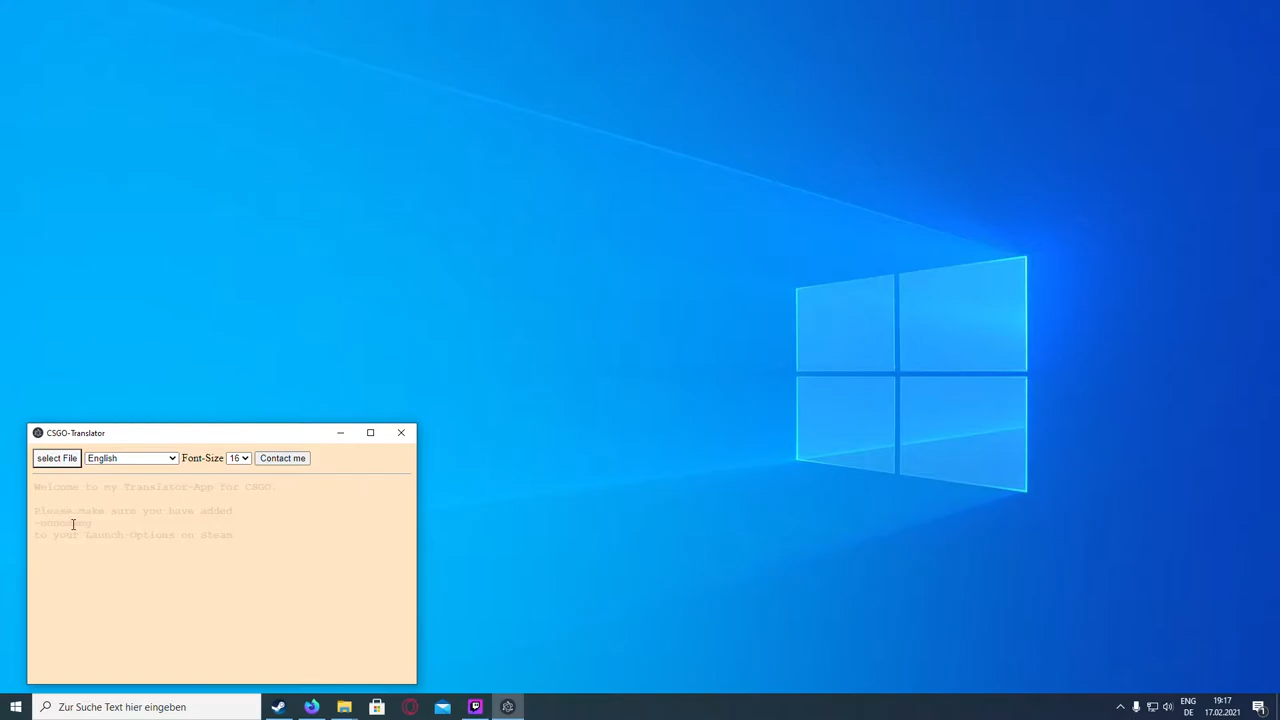 CSGO-Translator
select File English Font-Size 16 Contact me
Welcome to my Translator-App for CSGO.
Please make sure you have added
to your Launch-Options on Steam
Zur Suche Text hier eingeben
ENG 19:17
DE 17.02.2021
1